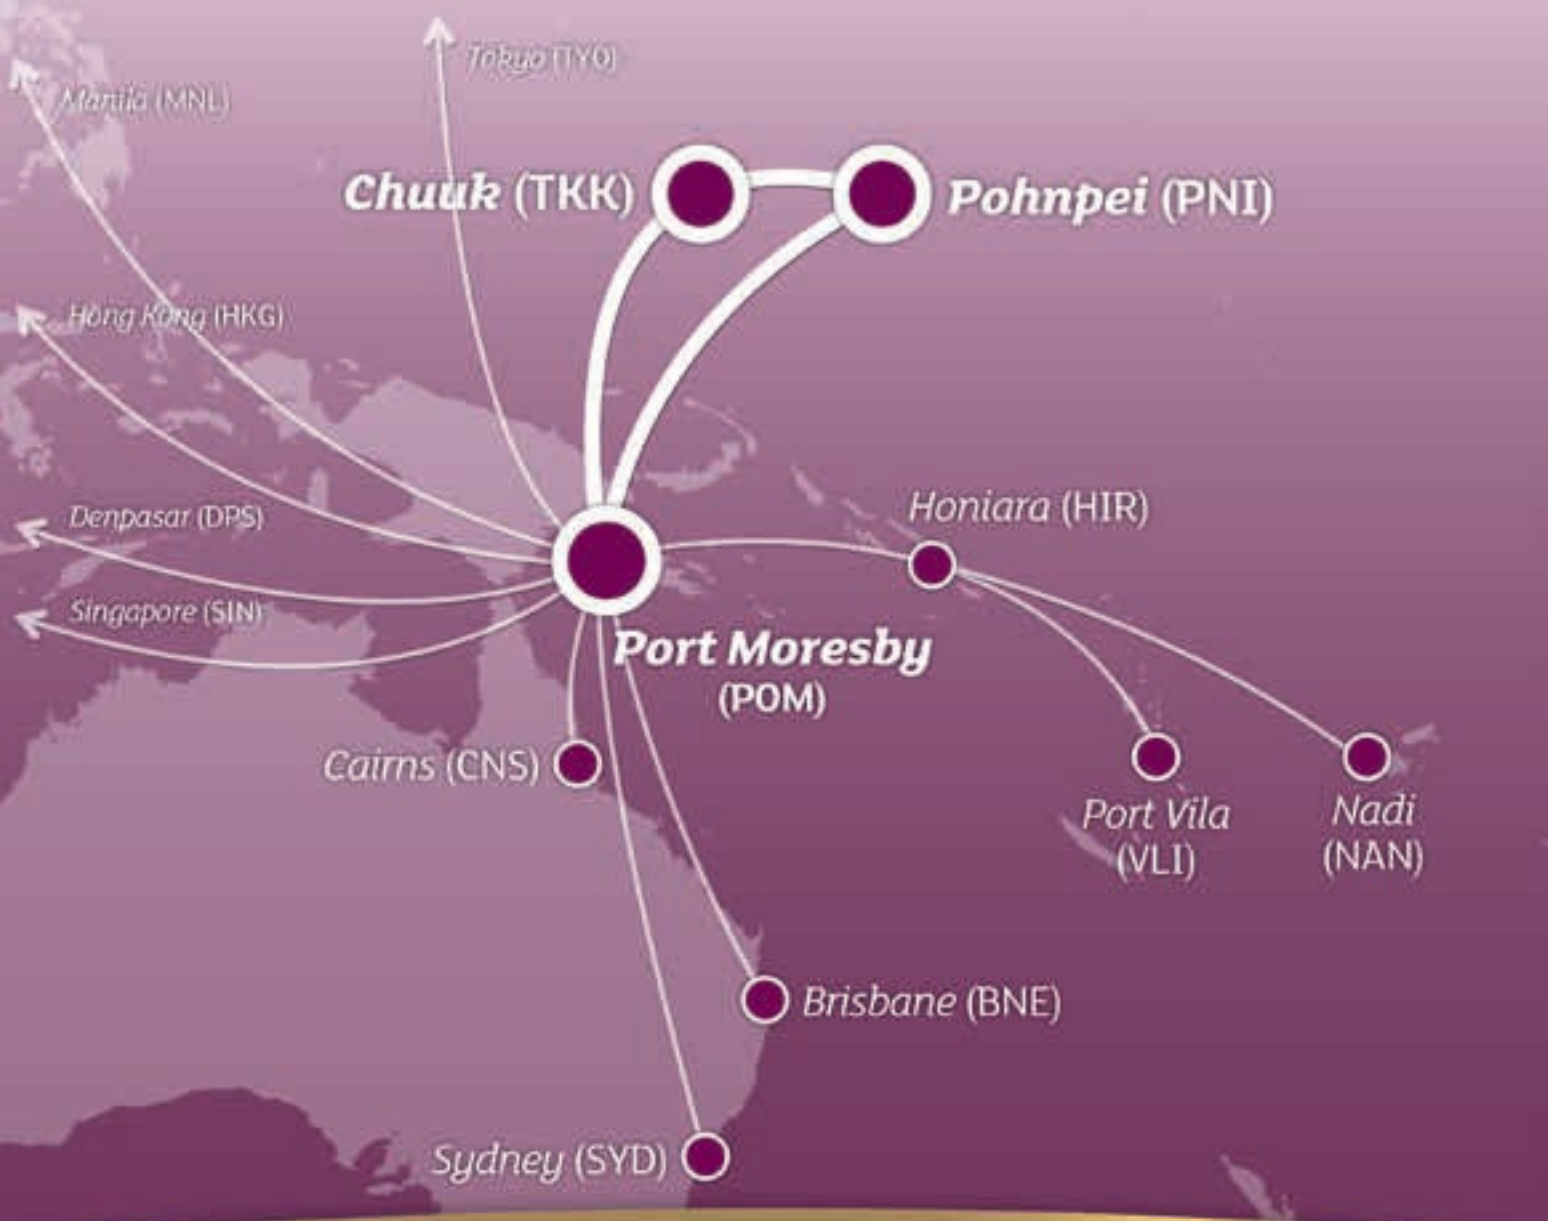 Tokyo (TYO)
Manila (MNL)
Chuuk (TKK)
Pohnpei (PNI)
Hong Kong (HKG)
Honiara (HIR)
Denpasar (DPS)
Singapore (SIN)
Port Moresby
(POM)
Cairns (CNS)
Port Vila
(VLI)
Nadi
(NAN)
Brisbane (BNE)
Sydney (SYD)